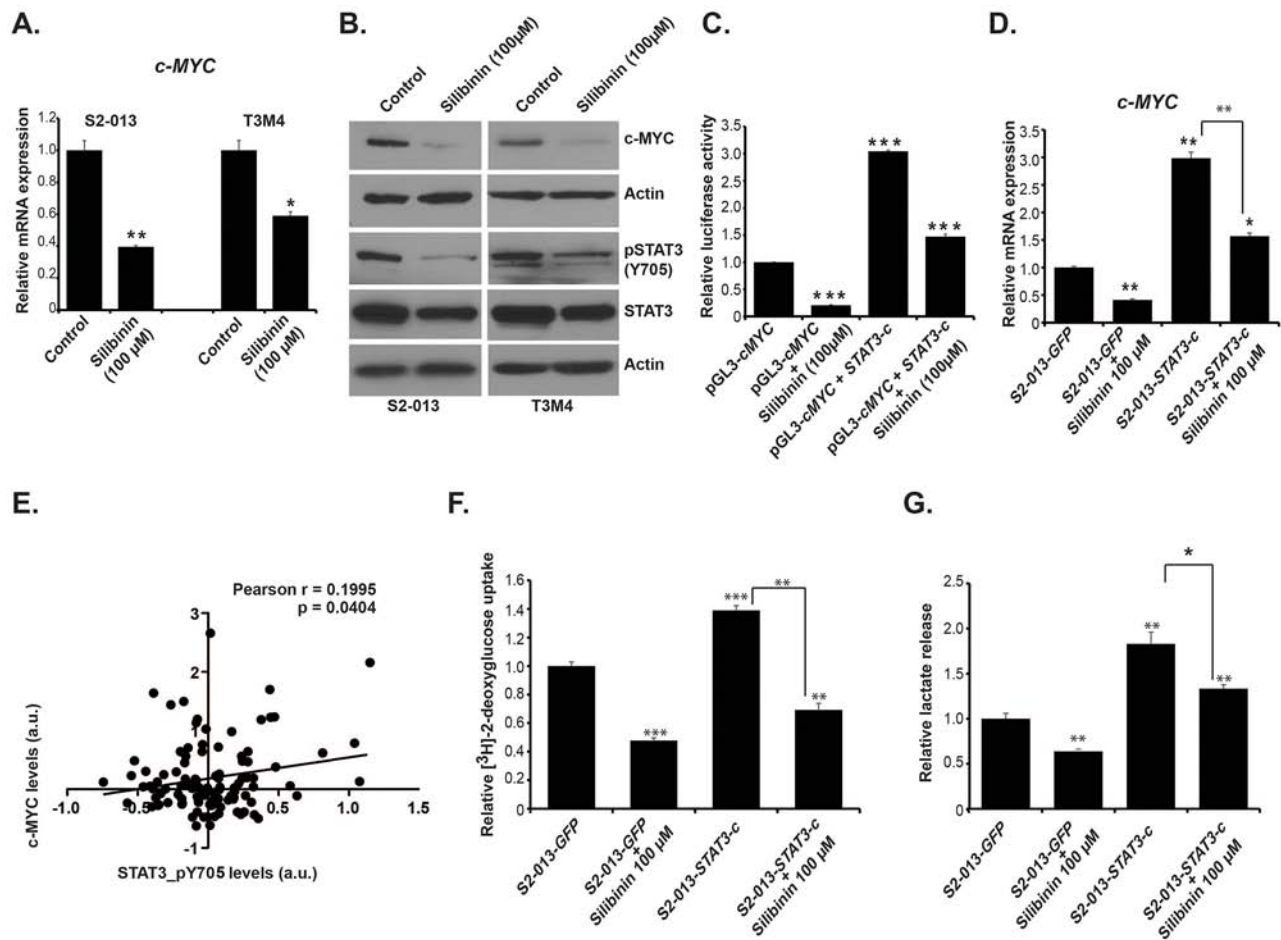 A.
c-MYC
S2-013
T3M4
Relative mRNA expression
1.2
1.0
0.8
0.6
0.4
0.2
0
**
*
Control
Silibinin
(100 µM)
Control
Silibinin
(100 µM)
B.
Control
Silibinin (100µM)
Control
Silibinin (100µM)
c-MYC
Actin
pSTAT3
(Y705)
STAT3
Actin
S2-013
T3M4
C.
Relative luciferase activity
3.5
3.0
2.5
2.0
1.5
1.0
0.5
0
***
***
***
pGL3-cMYC
pGL3-cMYC
+
Silibinin (100µM)
pGL3-cMYC + STAT3-c
pGL3-cMYC + STAT3-c
+
Silibinin (100µM)
D.
c-MYC
Relative mRNA expression
3.5
3.0
2.5
2.0
1.5
1.0
0.5
0
**
**
**
*
S2-013-GFP
S2-013-GFP
+
Silibinin 100 µM
S2-013-STAT3-c
S2-013-STAT3-c
+
Silibinin 100 µM
E.
Pearson r = 0.1995
p = 0.0404
c-MYC levels (a.u.)
3
2
1
-1
-1.0
-0.5
0
0.5
1.0
1.5
STAT3_pY705 levels (a.u.)
F.
Relative [3H]-2-deoxyglucose uptake
1.6
1.4
1.2
1.0
0.8
0.6
0.4
0.2
0
***
***
**
**
S2-013-GFP
S2-013-GFP
+
Silibinin 100 µM
S2-013-STAT3-c
S2-013-STAT3-c
+
Silibinin 100 µM
G.
Relative lactate release
2.5
2.0
1.5
1.0
0.5
0
**
**
*
**
S2-013-GFP
S2-013-GFP
+
Silibinin 100 µM
S2-013-STAT3-c
S2-013-STAT3-c
+
Silibinin 100 µM